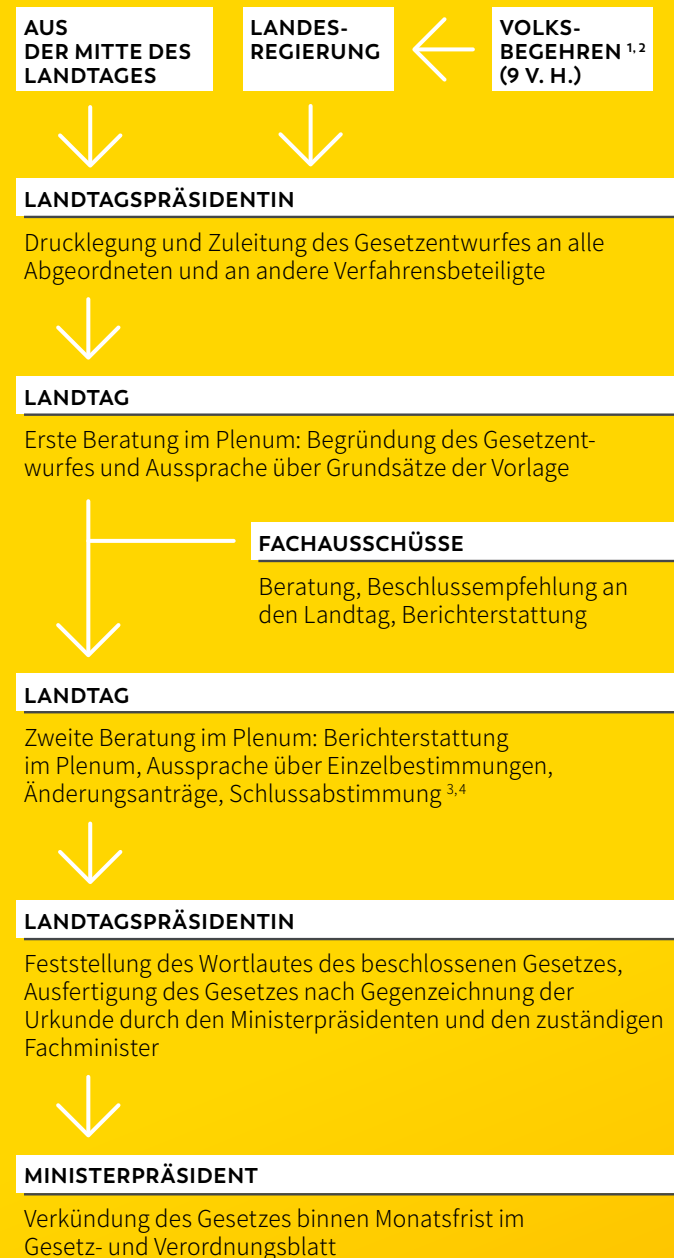 AUS
DER MITTE DES
LANDTAGES
LANDES-
REGIERUNG
VOLKS-
BEGEHREN 1, 2
(9 V. H.)
LANDTAGSPRÄSIDENTIN
Drucklegung und Zuleitung des Gesetzentwurfes an alle
Abgeordneten und an andere Verfahrensbeteiligte
LANDTAG
Erste Beratung im Plenum: Begründung des Gesetzent-
wurfes und Aussprache über Grundsätze der Vorlage
FACHAUSSCHÜSSE
Beratung, Beschlussempfehlung an
den Landtag, Berichterstattung
LANDTAG
Zweite Beratung im Plenum: Berichterstattung
im Plenum, Aussprache über Einzelbestimmungen,
Änderungsanträge, Schlussabstimmung 3, 4
LANDTAGSPRÄSIDENTIN
Feststellung des Wortlautes des beschlossenen Gesetzes,
Ausfertigung des Gesetzes nach Gegenzeichnung der
Urkunde durch den Ministerpräsidenten und den zuständigen
Fachminister
MINISTERPRÄSIDENT
Verkündung des Gesetzes binnen Monatsfrist im
Gesetz- und Verordnungsblatt